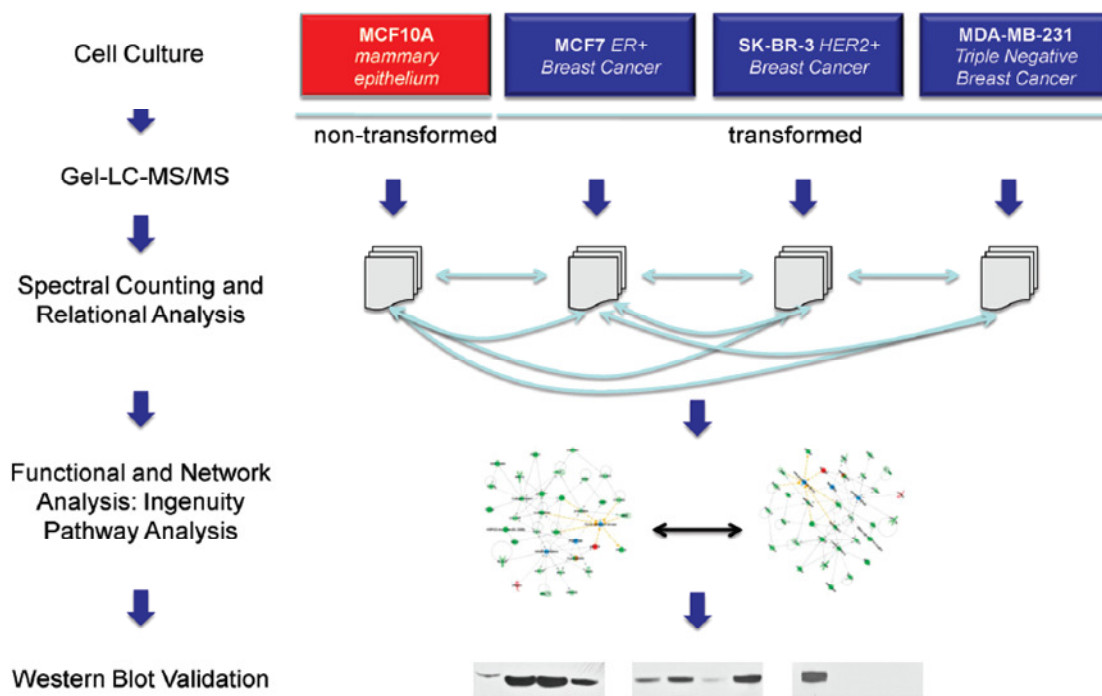 Cell Culture
MCF10A
mammary
epithelium
MCF7 ER+
Breast Cancer
SK-BR-3 HER2+
Breast Cancer
MDA-MB-231
Triple Negative
Breast Cancer
non-transformed
transformed
Gel-LC-MS/MS
Spectral Counting and
Relational Analysis
Functional and Network
Analysis: Ingenuity
Pathway Analysis
Western Blot Validation